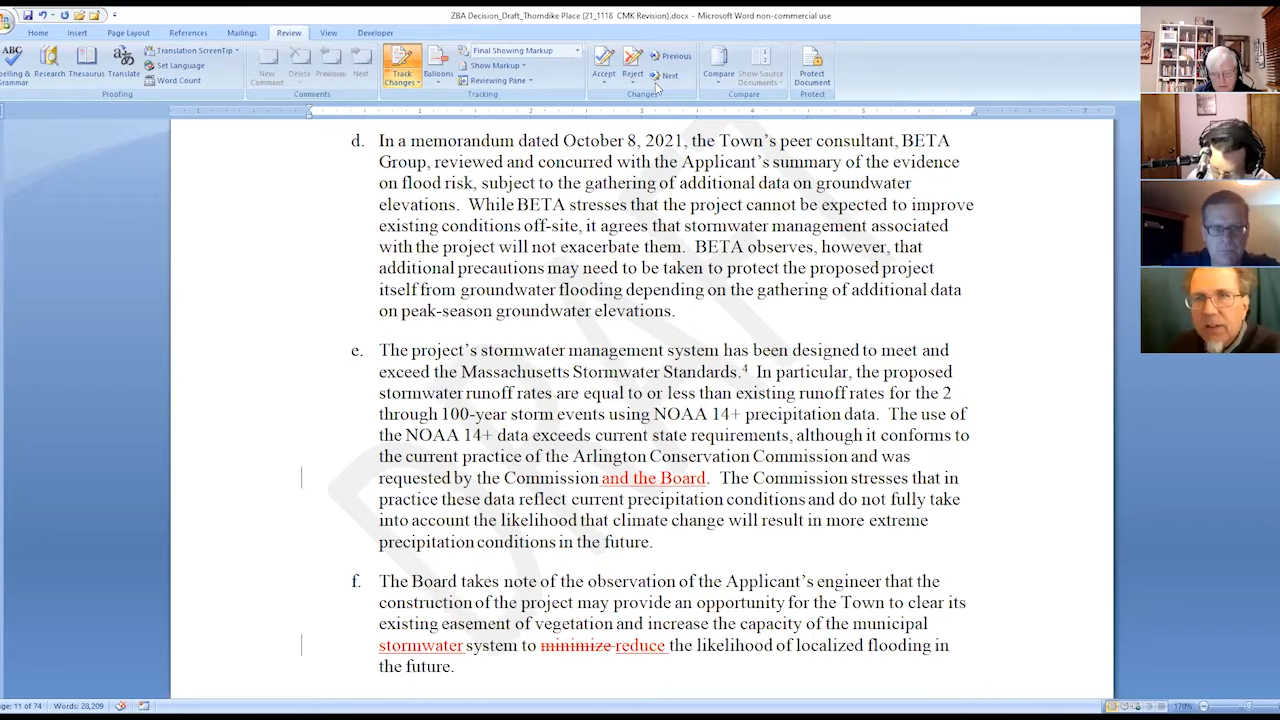 ZBA Decision_Draft_Thorndike Place (21_1118 CMK Revision).docx - Microsoft Word non-commercial use
Home Insert Page Layout References Mailings Review View Developer
ABC Translation ScreenTip Final Showing Markup Previous
Set Language Show Markup Next
Research Thesaurus Translate Word Count New Comment Delete Previous Next Track Changes Balloons Reviewing Pane Accept Reject Compare Show Source Documents Protect Document
Grammar
Proofing Comments Tracking Changes Compare Protect
d. In a memorandum dated October 8, 2021, the Town's peer consultant, BETA
Group, reviewed and concurred with the Applicant's summary of the evidence
on flood risk, subject to the gathering of additional data on groundwater
elevations. While BETA stresses that the project cannot be expected to improve
existing conditions off-site, it agrees that stormwater management associated
with the project will not exacerbate them. BETA observes, however, that
additional precautions may need to be taken to protect the proposed project
itself from groundwater flooding depending on the gathering of additional data
on peak-season groundwater elevations.
e. The project's stormwater management system has been designed to meet and
exceed the Massachusetts Stormwater Standards.4 In particular, the proposed
stormwater runoff rates are equal to or less than existing runoff rates for the 2
through 100-year storm events using NOAA 14+ precipitation data. The use of
the NOAA 14+ data exceeds current state requirements, although it conforms to
the current practice of the Arlington Conservation Commission and was
requested by the Commission and the Board. The Commission stresses that in
practice these data reflect current precipitation conditions and do not fully take
into account the likelihood that climate change will result in more extreme
precipitation conditions in the future.
f. The Board takes note of the observation of the Applicant's engineer that the
construction of the project may provide an opportunity for the Town to clear its
existing easement of vegetation and increase the capacity of the municipal
stormwater system to minimize reduce the likelihood of localized flooding in
the future.
DRAFT
Page: 11 of 74 Words: 28,209 170%